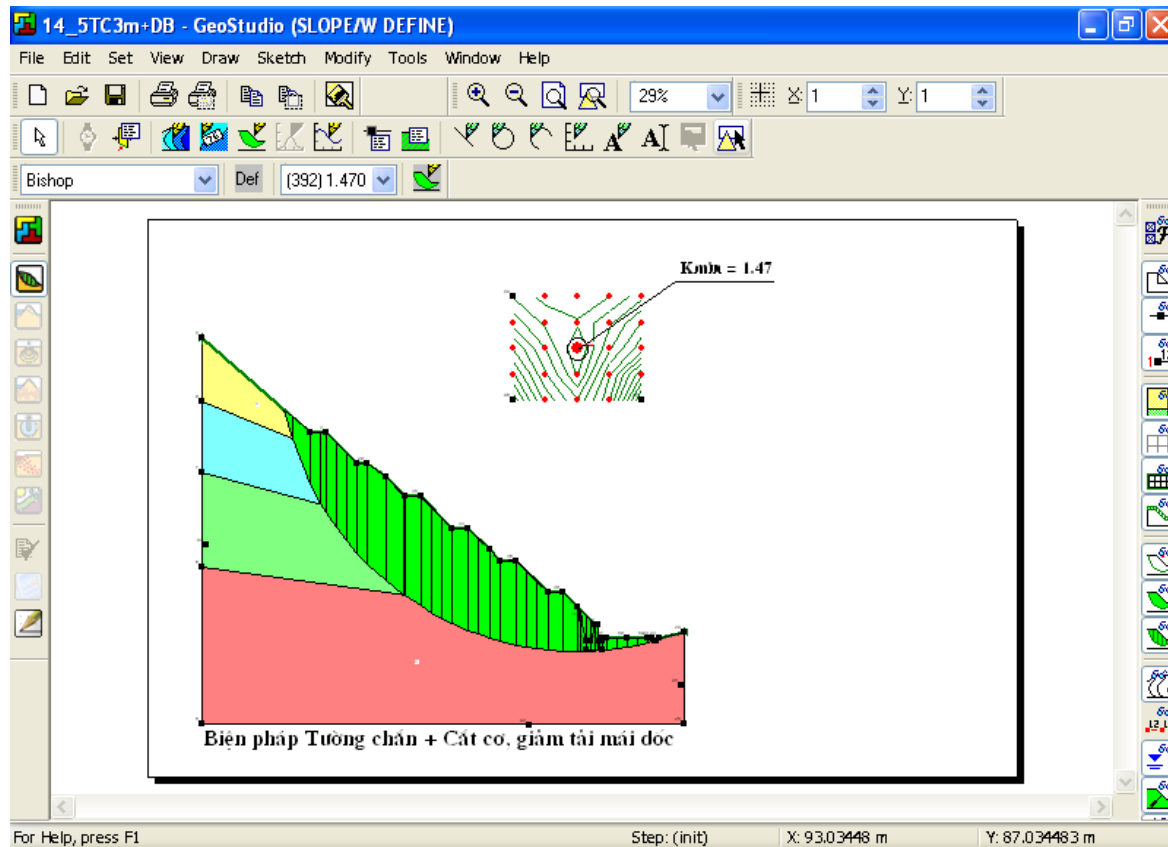 14_5TC3m+DB - GeoStudio (SLOPE/W DEFINE)
File Edit Set View Draw Sketch Modify Tools Window Help
29% X: 1 Y: 1
Bishop Def (392) 1.470
Kmin = 1.47
Biện pháp Tường chắn + Cắt cơ, giảm tải mái dốc
For Help, press F1 Step: (init) X: 93.03448 m Y: 87.034483 m